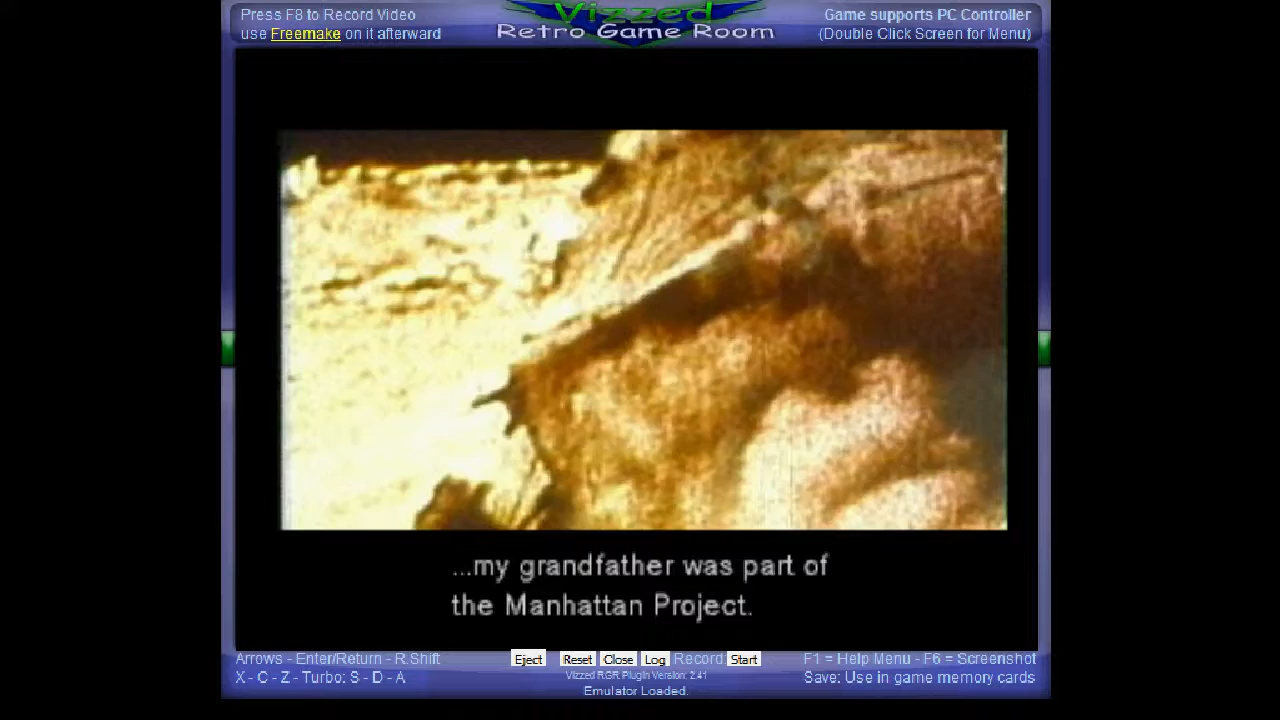 Press F8 to Record Video
use Freemake on it afterward
Vizzed
Retro Game Room
Game supports PC Controller
(Double Click Screen for Menu)
...my grandfather was part of
the Manhattan Project.
Arrows - Enter/Return - R.Shift
X - C - Z - Turbo: S - D - A
Eject Reset Close Log Record: Start
Vizzed RGR Plugin Version: 2.41
Emulator Loaded.
F1 = Help Menu - F6 = Screenshot
Save: Use in game memory cards